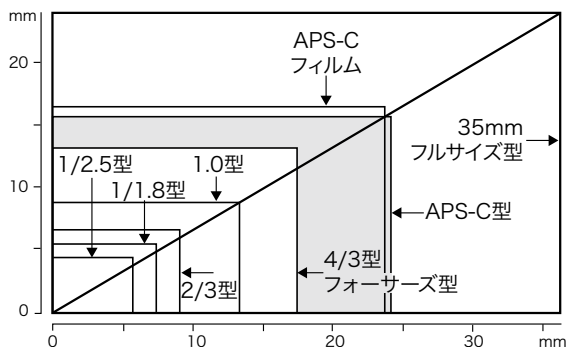 mm
20
10
0
APS-C
フィルム
35mm
フルサイズ型
1/2.5型
1.0型
1/1.8型
APS-C型
4/3型
フォーサーズ型
2/3型
0
10
20
30
mm